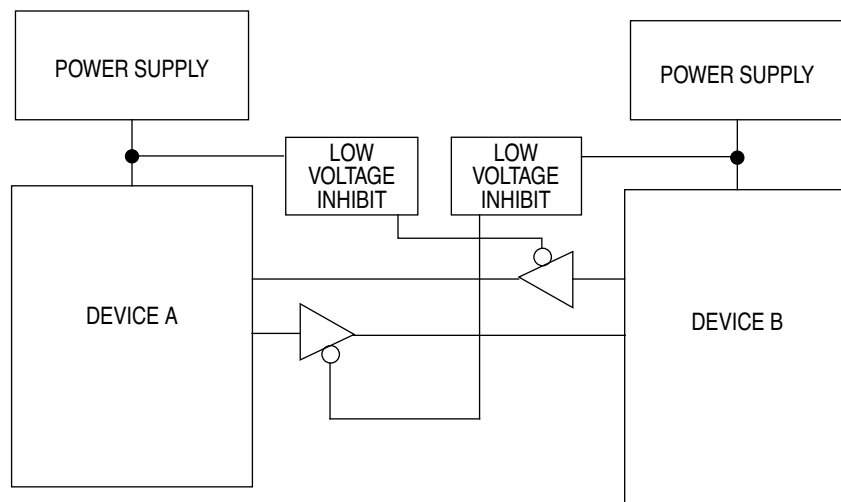 POWER SUPPLY
POWER SUPPLY
LOW
VOLTAGE
INHIBIT
LOW
VOLTAGE
INHIBIT
DEVICE A
DEVICE B